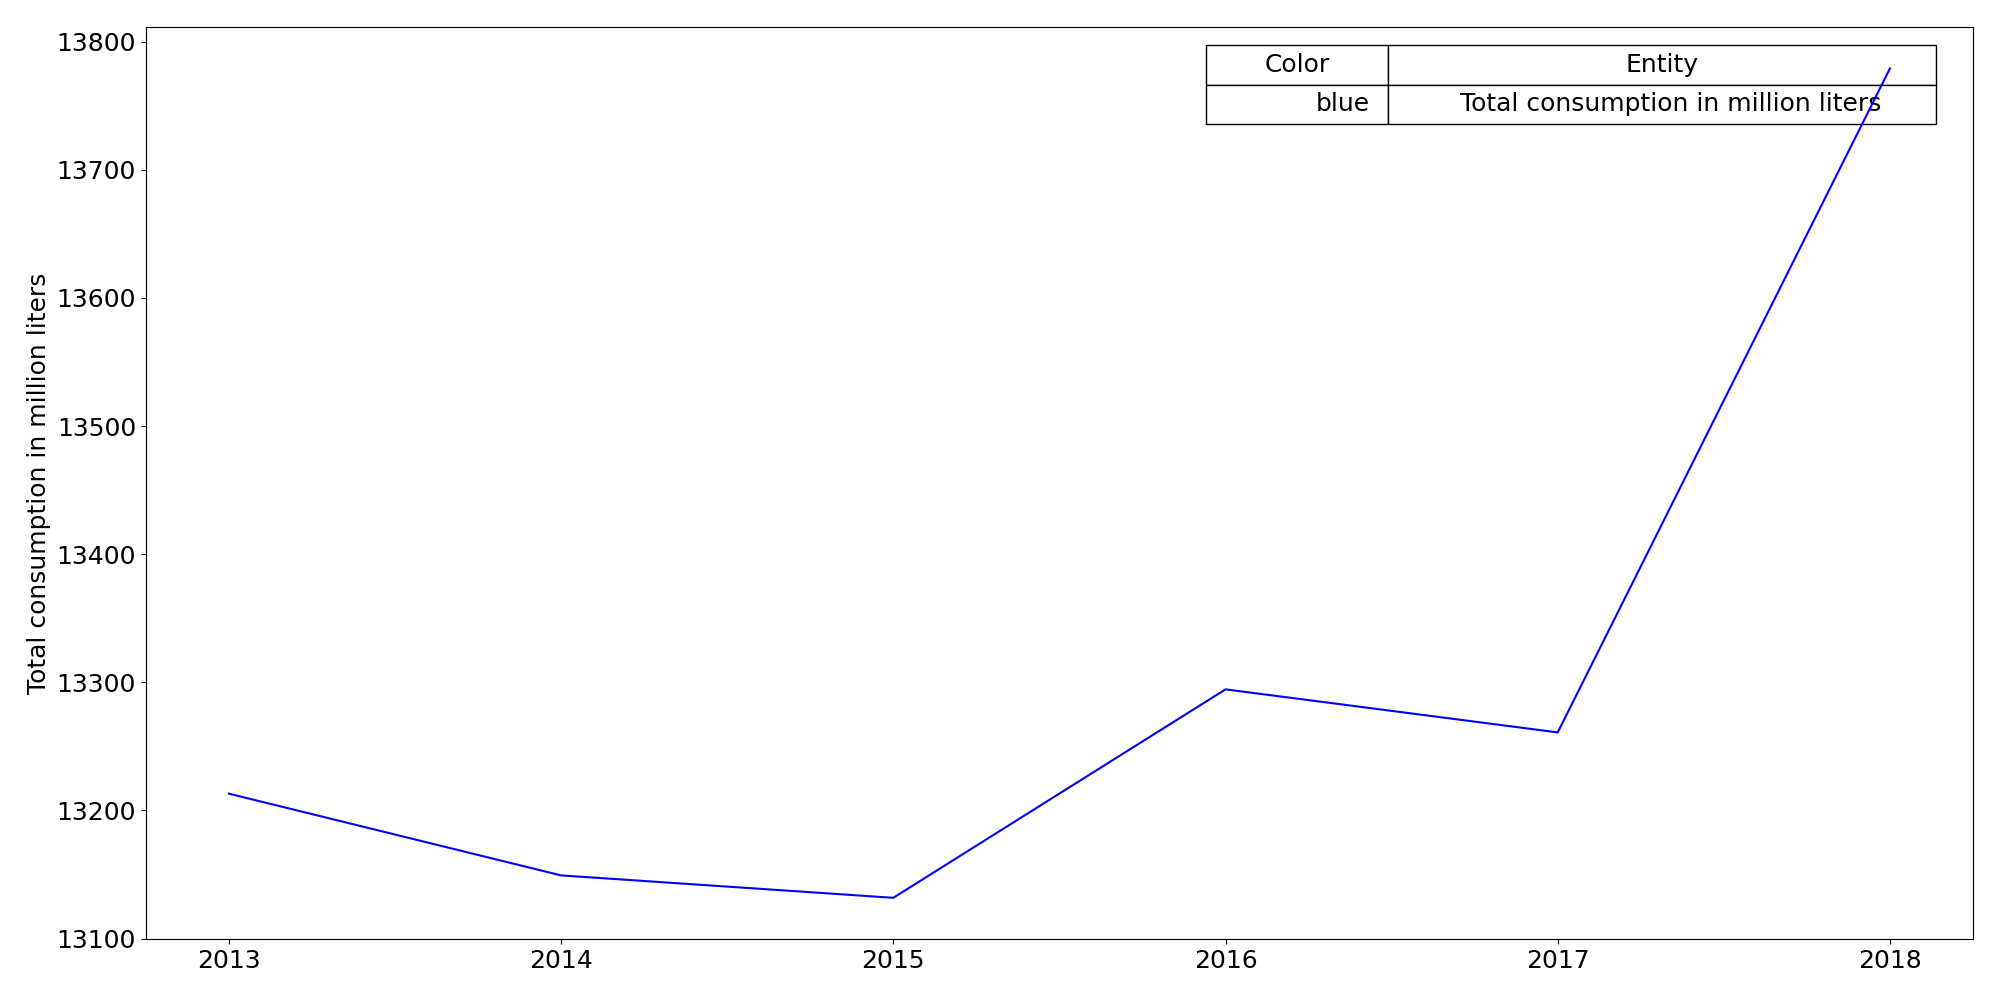 13800
13700
13600
13500
13400
13300
13200
13100
Total consumption in million liters
Color Entity
blue Total consumption in million liters
2013 2014 2015 2016 2017 2018